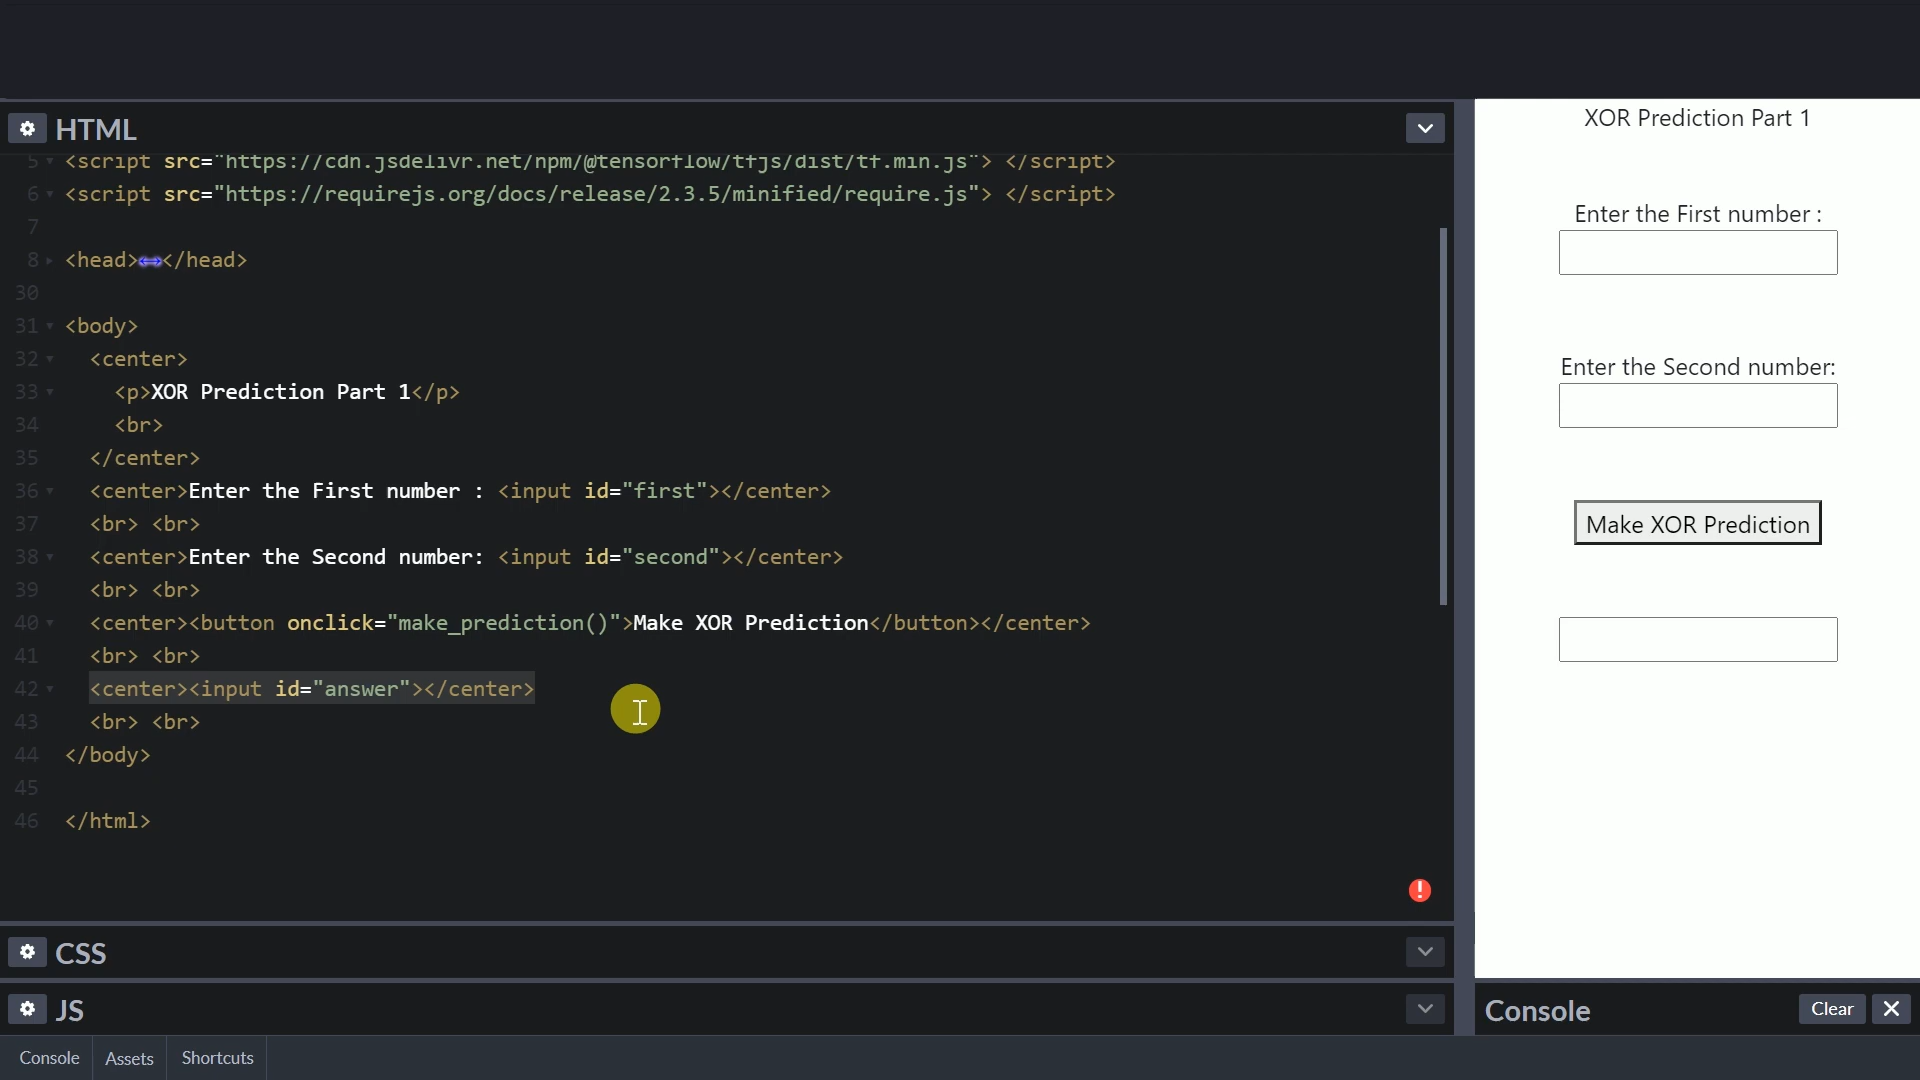 HTML
5 <script src="https://cdn.jsdelivr.net/npm/@tensorflow/tfjs/dist/tf.min.js"> </script>
6 <script src="https://requirejs.org/docs/release/2.3.5/minified/require.js"> </script>
7
8 <head></head>
30
31 <body>
32 <center>
33 <p>XOR Prediction Part 1</p>
34 <br>
35 </center>
36 <center>Enter the First number : <input id="first"></center>
37 <br> <br>
38 <center>Enter the Second number: <input id="second"></center>
39 <br> <br>
40 <center><button onclick="make_prediction()">Make XOR Prediction</button></center>
41 <br> <br>
42 <center><input id="answer"></center>
43 <br> <br>
44 </body>
45
46 </html>
CSS
JS
Console Assets Shortcuts
XOR Prediction Part 1
Enter the First number :
Enter the Second number:
Make XOR Prediction
Console Clear